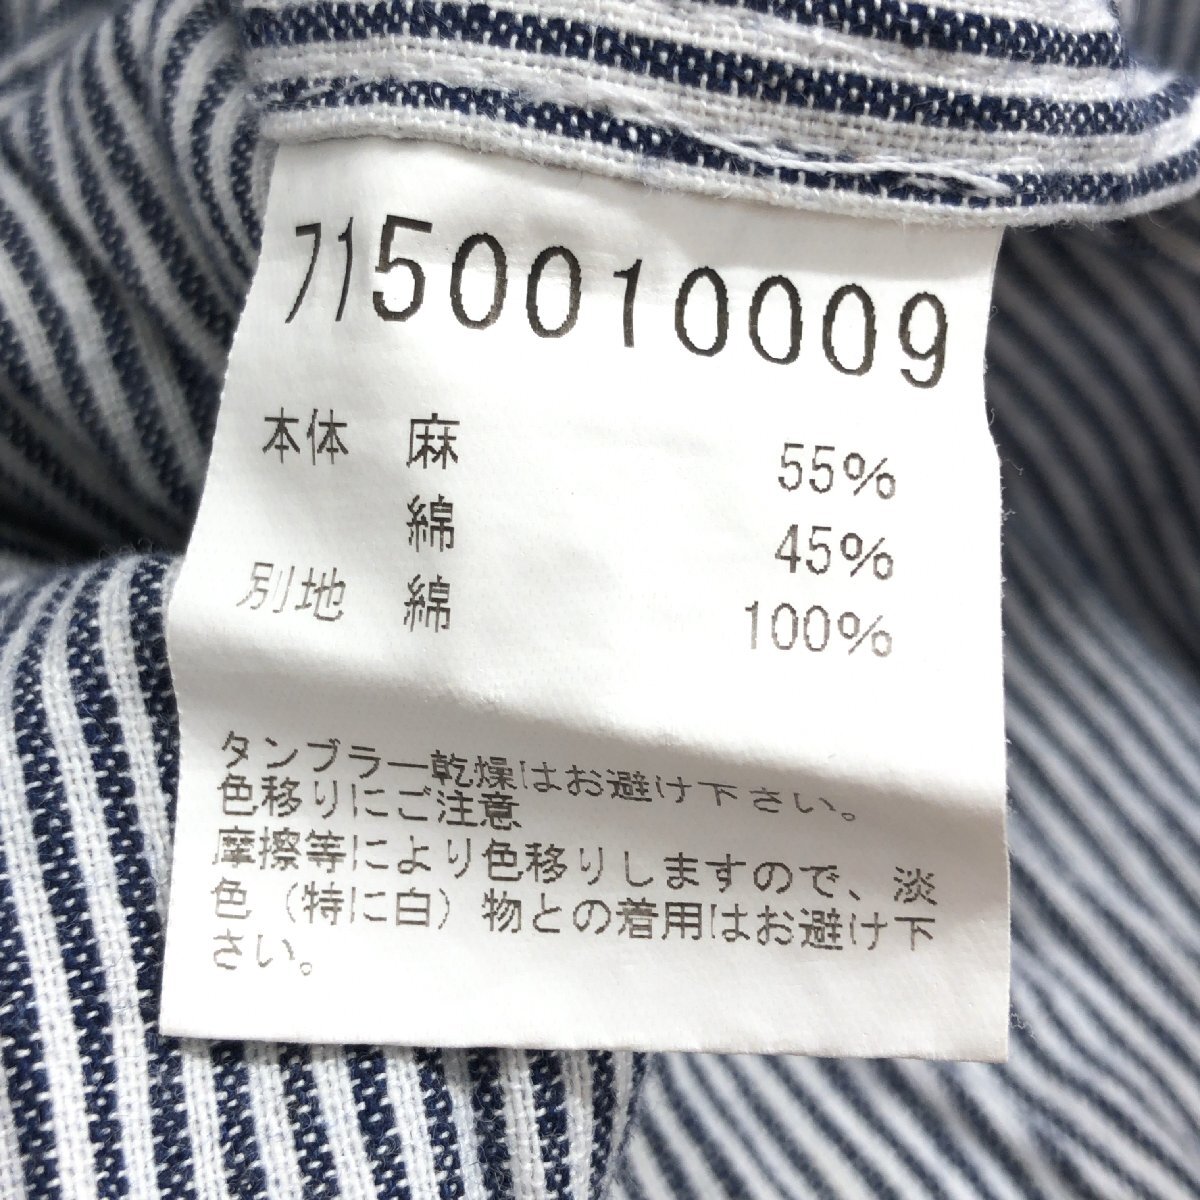 7150010009
本体 麻 55%
綿 45%
別地 綿 100%
タンブラー乾燥はお避け下さい。
色移りにご注意
摩擦等により色移りしますので、淡
色（特に白）物との着用はお避け下
さい。